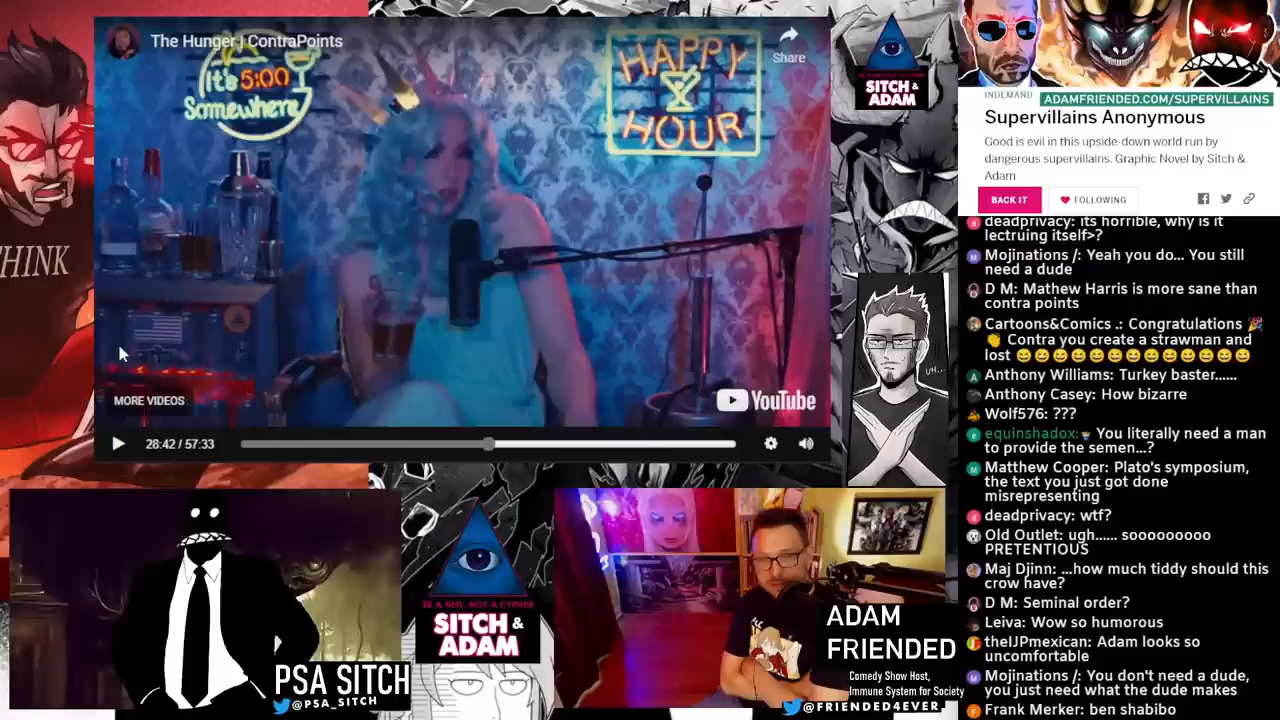 The Hunger | ContraPoints
It's 5:00
Somewhere
HAPPY
HOUR
Share
MORE VIDEOS
YouTube
28:42 / 57:33
THINK
SITCH &
ADAM
UH...
INDEMAND
ADAMFRIENDED.COM/SUPERVILLAINS
Supervillains Anonymous
Good is evil in this upside-down world run by
dangerous supervillains. Graphic Novel by Sitch &
Adam
BACK IT
FOLLOWING
deadprivacy: its horrible, why is it
lectruing itself>?
Mojinations /: Yeah you do... You still
need a dude
D M: Mathew Harris is more sane than
contra points
Cartoons&Comics .: Congratulations 🎉
👏 Contra you create a strawman and
lost 😄😄😄😄😄😄😄😄😄😄😄😄
Anthony Williams: Turkey baster......
Anthony Casey: How bizarre
Wolf576: ???
equinshadox: You literally need a man
to provide the semen...?
Matthew Cooper: Plato's symposium,
the text you just got done
misrepresenting
deadprivacy: wtf?
Old Outlet: ugh...... sooooooooo
PRETENTIOUS
Maj Djinn: ...how much tiddy should this
crow have?
D M: Seminal order?
Leiva: Wow so humorous
theIJPmexican: Adam looks so
uncomfortable
Mojinations /: You don't need a dude,
you just need what the dude makes
Frank Merker: ben shabibo
PSA SITCH
@PSA_SITCH
BE A NEO, NOT A CYPHER
SITCH &
ADAM
ADAM
FRIENDED
Comedy Show Host,
Immune System for Society
@FRIENDED4EVER